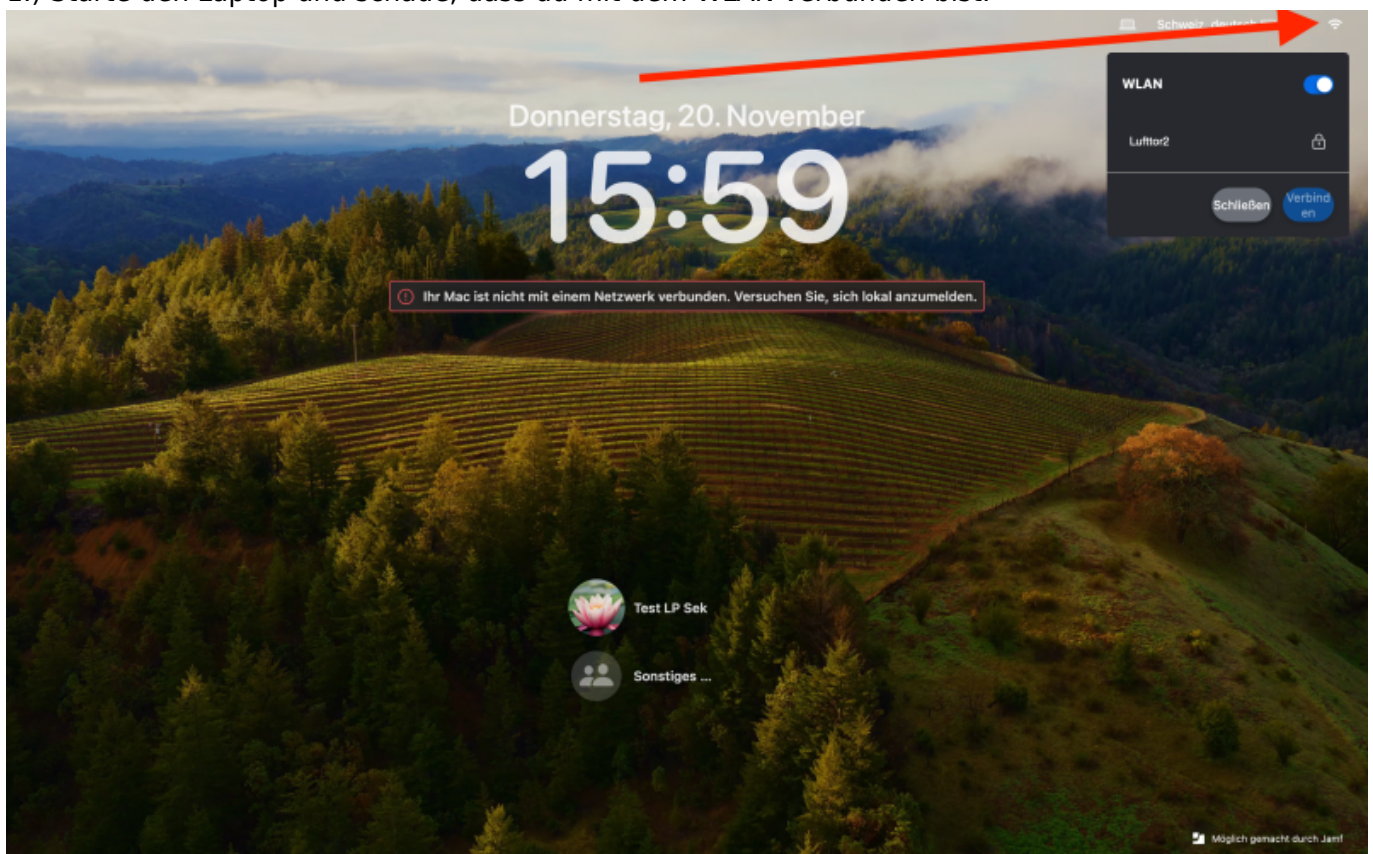 Schweiz, deutsch
WLAN
Donnerstag, 20. November
Lufttor2
15:59
Schließen
Verbind
en
Ihr Mac ist nicht mit einem Netzwerk verbunden. Versuchen Sie, sich lokal anzumelden.
Test LP Sek
Sonstiges ...
Möglich gemacht durch Jamf